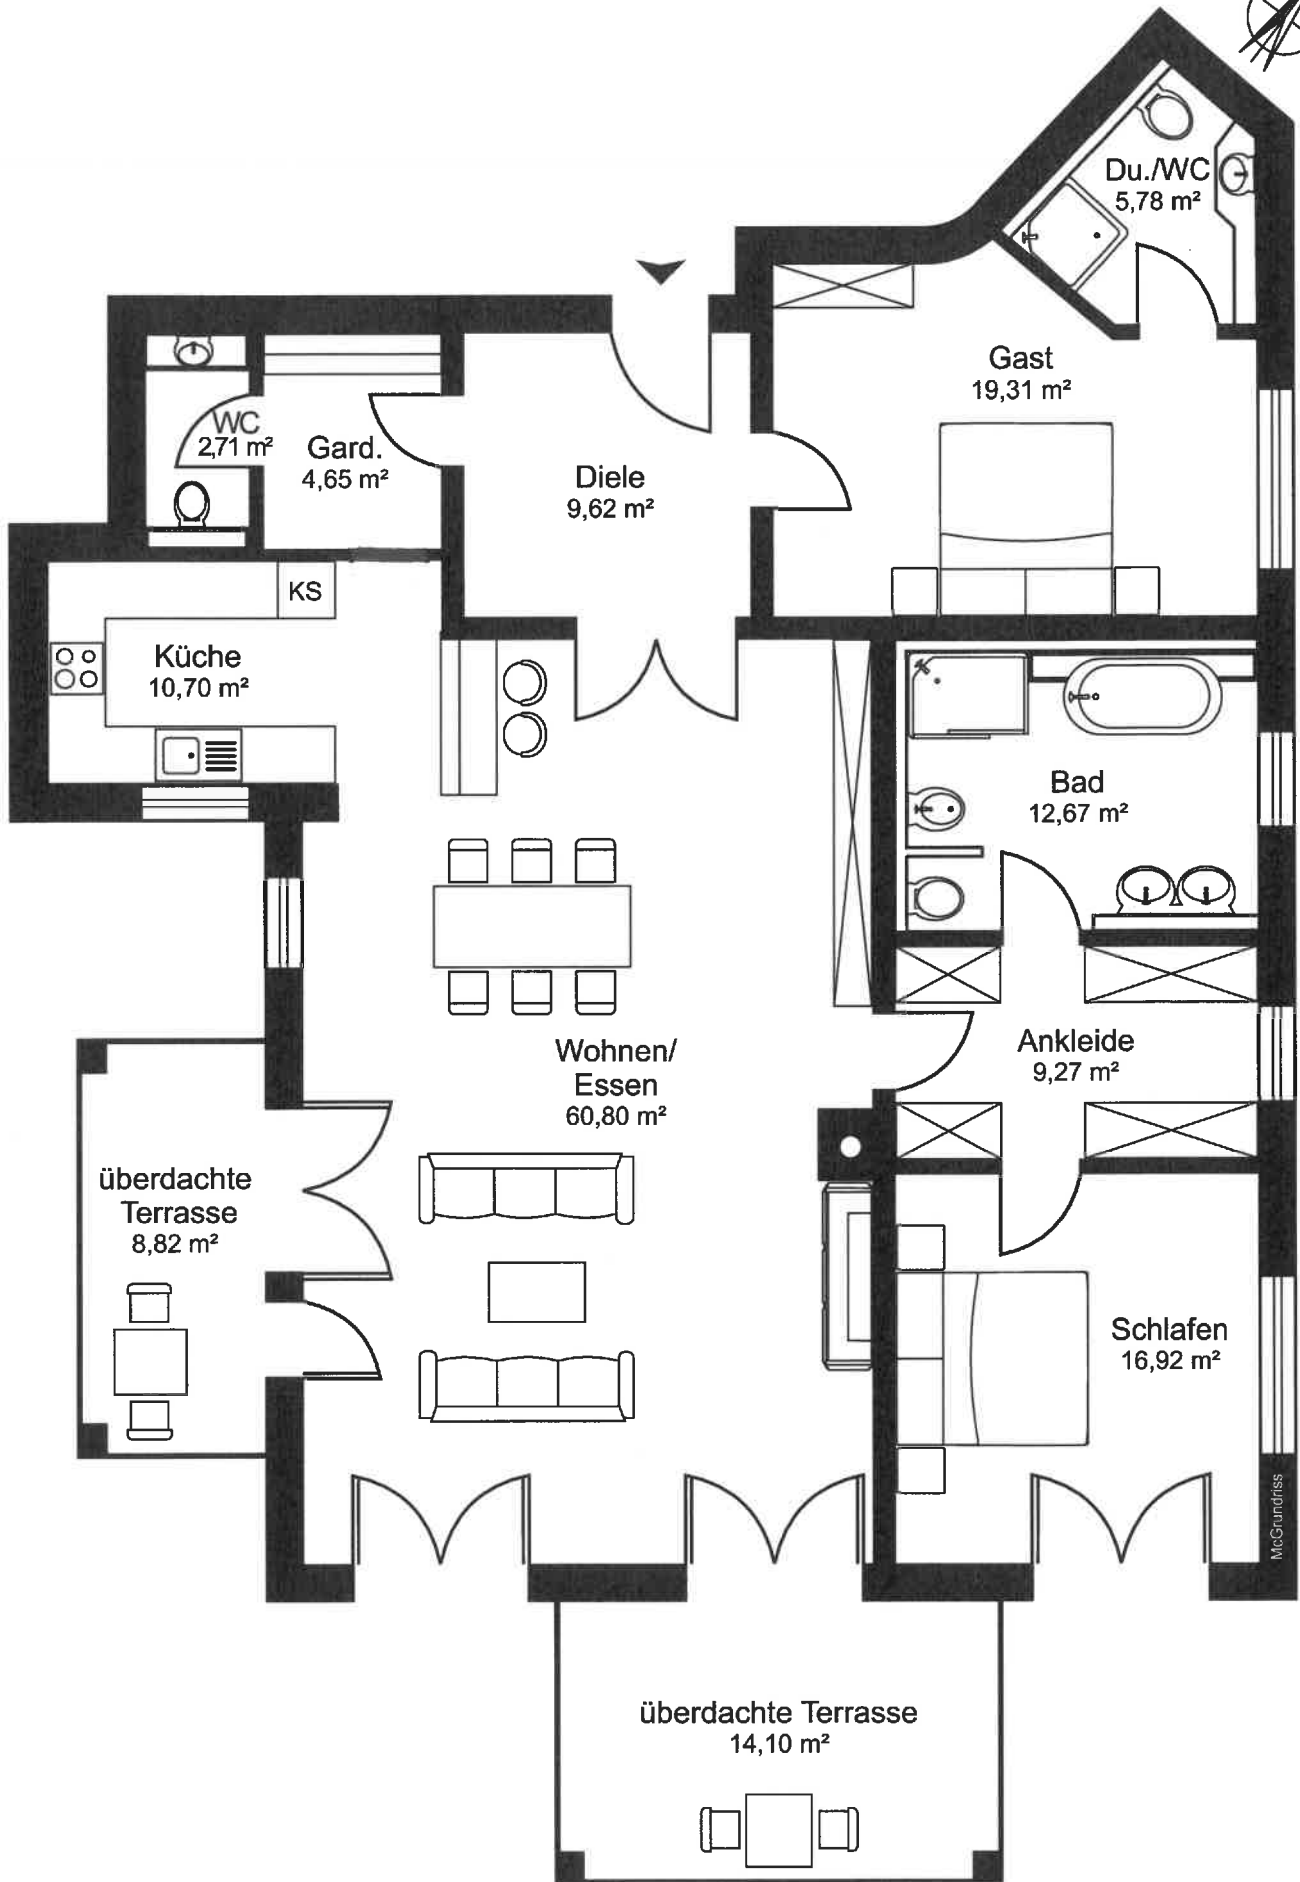 Du./WC
5,78 m²
Gast
19,31 m²
WC
2,71 m²
Gard.
4,65 m²
Diele
9,62 m²
KS
Küche
10,70 m²
Bad
12,67 m²
Wohnen/
Essen
60,80 m²
Ankleide
9,27 m²
überdachte
Terrasse
8,82 m²
Schlafen
16,92 m²
McGrundriss
überdachte Terrasse
14,10 m²